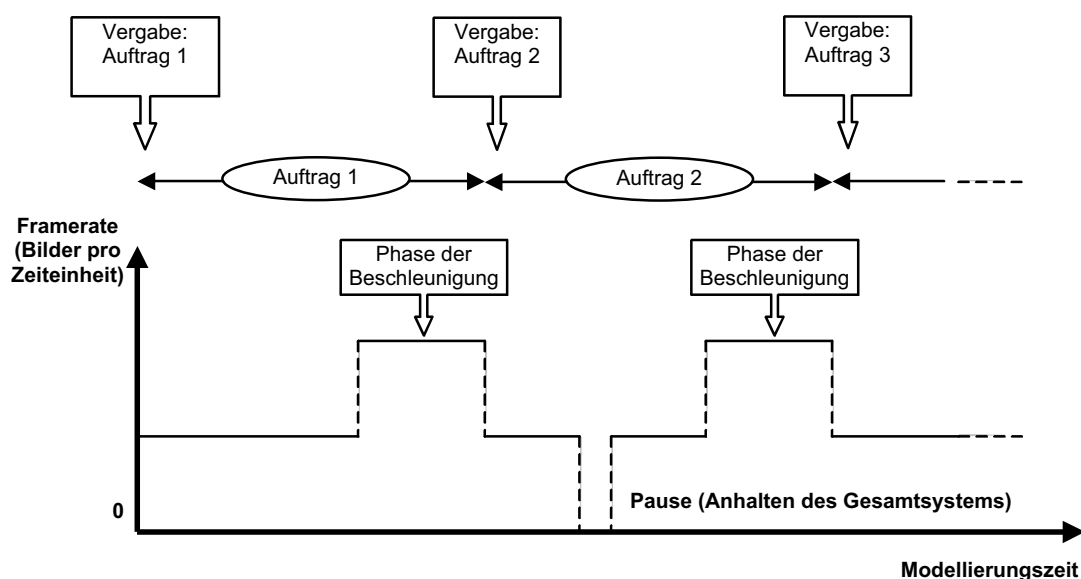 Vergabe:
Auftrag 1
Vergabe:
Auftrag 2
Vergabe:
Auftrag 3
Auftrag 1
Auftrag 2
Framerate
(Bilder pro
Zeiteinheit)
Phase der
Beschleunigung
Phase der
Beschleunigung
0
Pause (Anhalten des Gesamtsystems)
Modellierungszeit